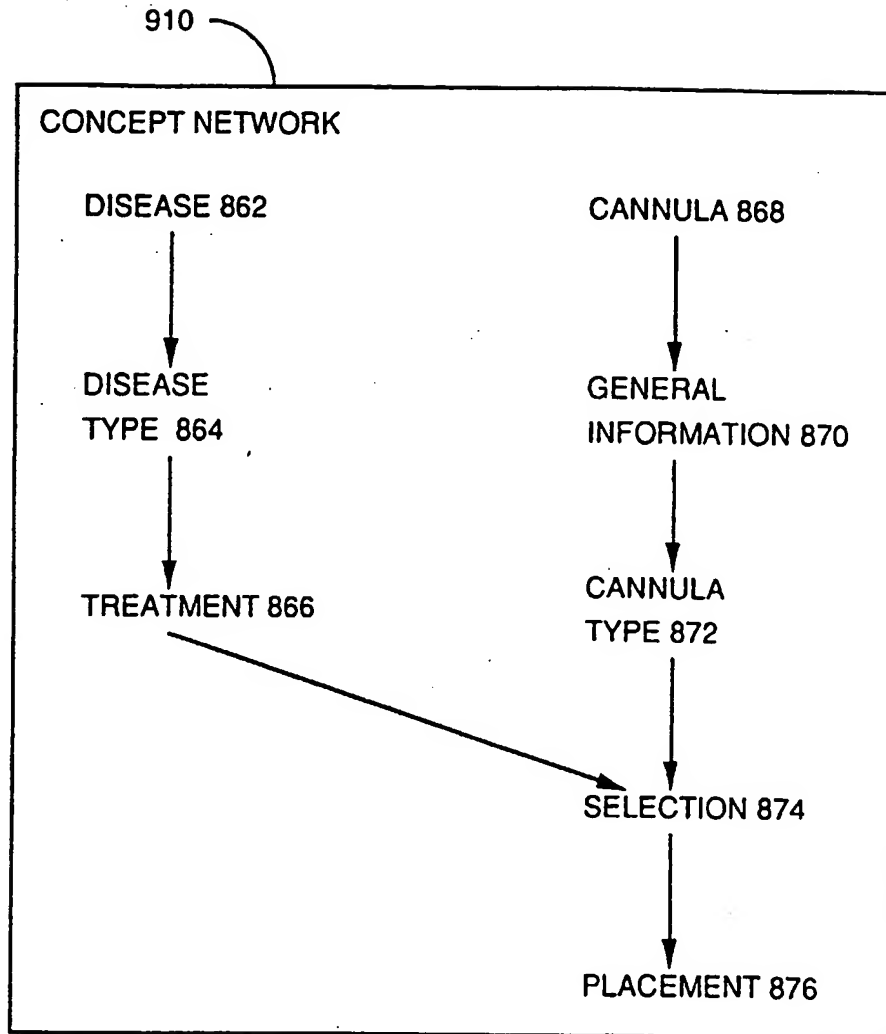 910
CONCEPT NETWORK
DISEASE 862
CANNULA 868
DISEASE
TYPE 864
GENERAL
INFORMATION 870
TREATMENT 866
CANNULA
TYPE 872
SELECTION 874
PLACEMENT 876